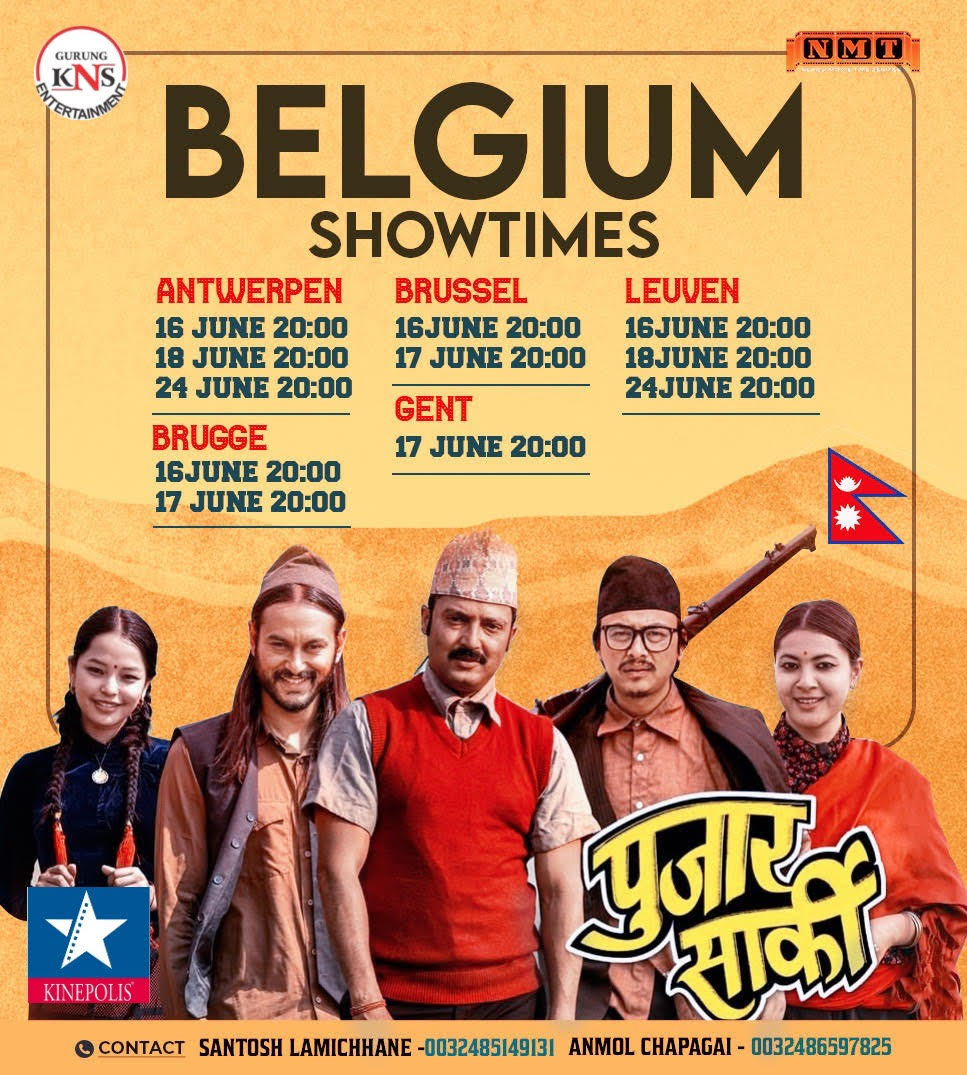 GURUNG
KNS
ENTERTAINMENT
NMT
BELGIUM
SHOWTIMES
ANTWERPEN
16 JUNE 20:00
18 JUNE 20:00
24 JUNE 20:00
BRUSSEL
16JUNE 20:00
17 JUNE 20:00
LEUVEN
16JUNE 20:00
18JUNE 20:00
24JUNE 20:00
BRUGGE
16JUNE 20:00
17 JUNE 20:00
GENT
17 JUNE 20:00
पुजार
सार्की
KINEPOLIS
CONTACT SANTOSH LAMICHHANE -0032485149131 ANMOL CHAPAGAI - 0032486597825